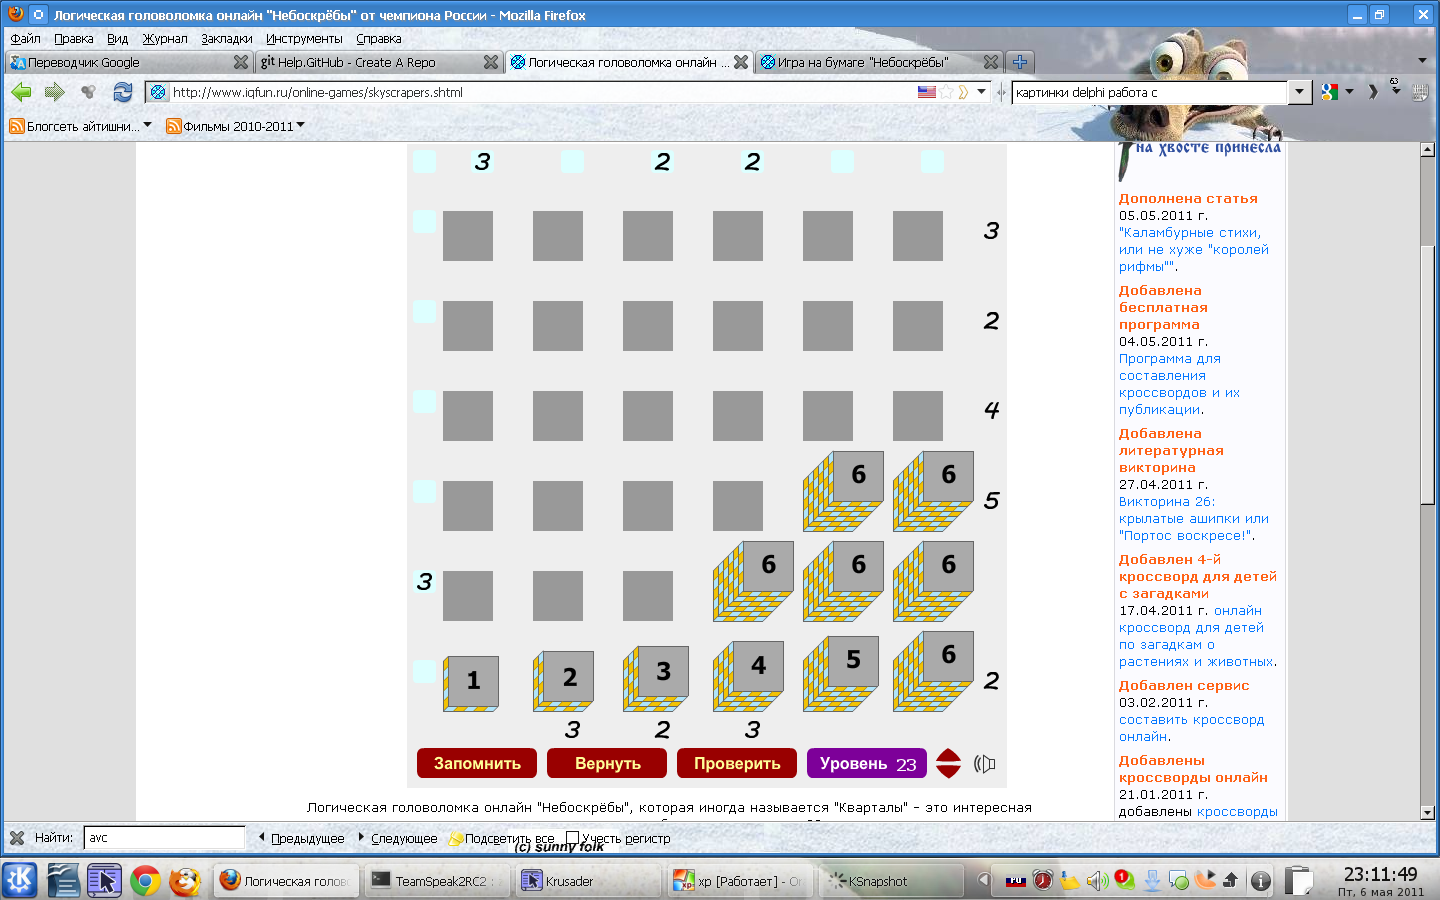 Логическая головоломка онлайн "Небоскрёбы" от чемпиона России - Mozilla Firefox
Файл Правка Вид Журнал Закладки Инструменты Справка
Переводчик Google
git Help.GitHub - Create A Repo
Логическая головоломка онлайн ...
Игра на бумаге "Небоскрёбы"
http://www.iqfun.ru/online-games/skyscrapers.shtml
картинки delphi работа с
63
Блогсеть айтишни...
Фильмы 2010-2011
3 2 2
3
2
4
6 6 5
3 6 6 6
1 2 3 4 5 6 2
3 2 3
Запомнить Вернуть Проверить Уровень 23
Логическая головоломка онлайн "Небоскрёбы", которая иногда называется "Кварталы" - это интересная
на хвосте принесла
Дополнена статья
05.05.2011 г.
"Каламбурные стихи,
или не хуже "королей
рифмы"".
Добавлена
бесплатная
программа
04.05.2011 г.
Программа для
составления
кроссвордов и их
публикации.
Добавлена
литературная
викторина
27.04.2011 г.
Викторина 26:
крылатые ашипки или
"Портос воскресе!".
Добавлен 4-й
кроссворд для детей
с загадками
17.04.2011 г. онлайн
кроссворд для детей
по загадкам о
растениях и животных.
Добавлен сервис
03.02.2011 г.
составить кроссворд
онлайн.
Добавлены
кроссворды онлайн
21.01.2011 г.
добавлены кроссворды
Найти: avc Предыдущее Следующее Подсветить все Учесть регистр
(c) sunny folk
Логическая голов
TeamSpeak2RC2 :
Krusader
xp [Работает] - Or
KSnapshot
РU
1
23:11:49
Пт, 6 мая 2011